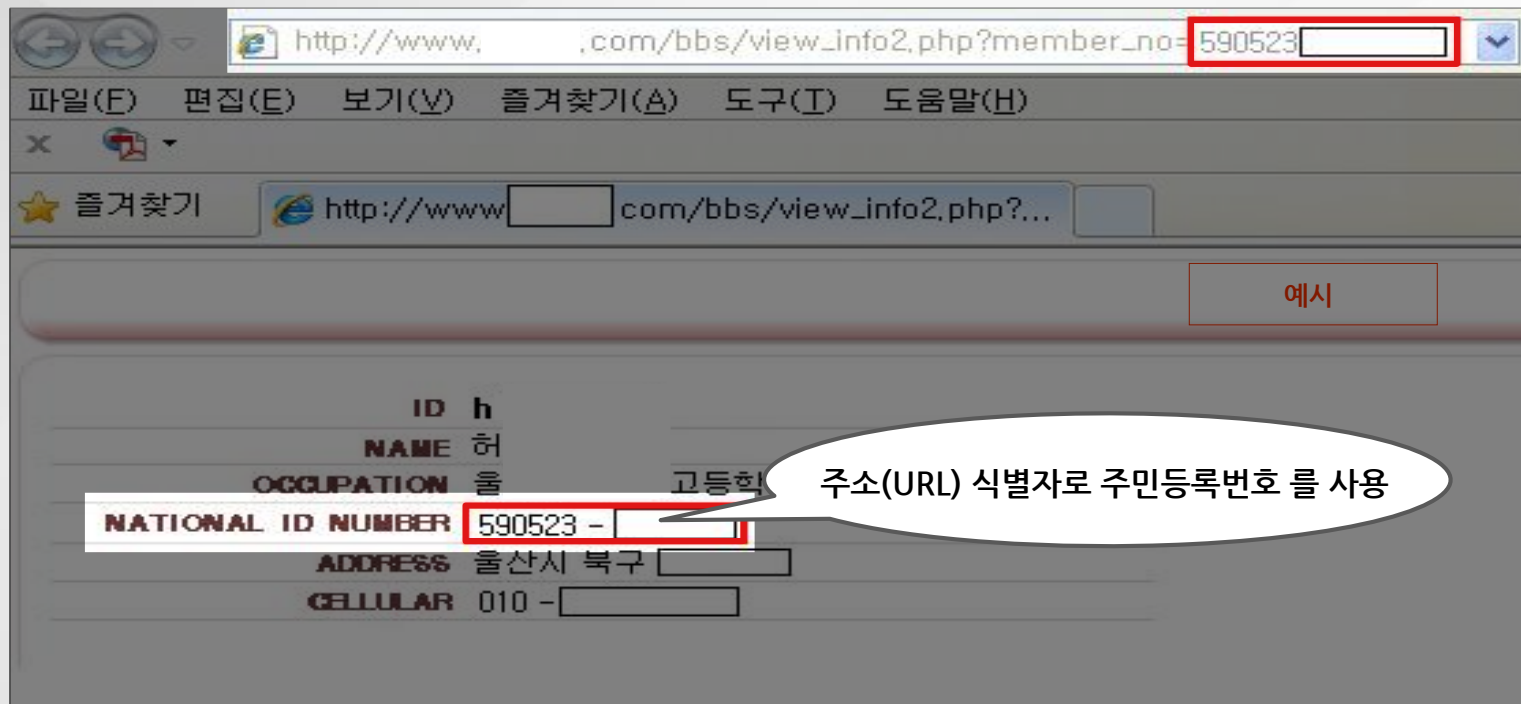 http://www. .com/bbs/view_info2.php?member_no= 590523
파일(F) 편집(E) 보기(V) 즐겨찾기(A) 도구(T) 도움말(H)
즐겨찾기 http://www com/bbs/view_info2.php?...
예시
ID h
NAME 허
OCCUPATION 울 고등학
주소(URL) 식별자로 주민등록번호 를 사용
NATIONAL ID NUMBER 590523 -
ADDRESS 울산시 북구
CELLULAR 010 -